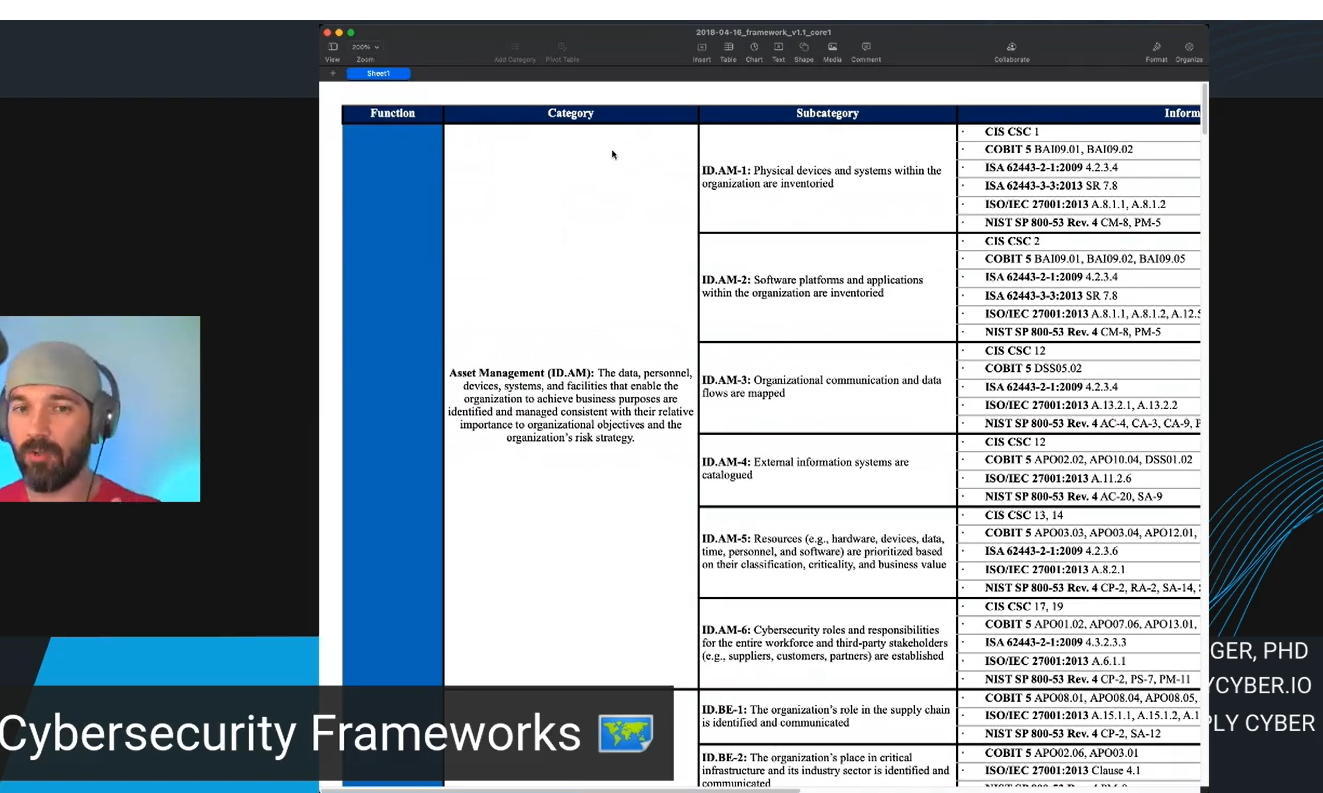 2018-04-16_framework_v1.1_core1
200%
View
Zoom
Add Category
Pivot Table
Insert
Table
Chart
Text
Shape
Media
Comment
Collaborate
Format
Organize
Sheet1
Function
Category
Subcategory
Inform
Asset Management (ID.AM): The data, personnel,
devices, systems, and facilities that enable the
organization to achieve business purposes are
identified and managed consistent with their relative
importance to organizational objectives and the
organization's risk strategy.
ID.AM-1: Physical devices and systems within the
organization are inventoried
· CIS CSC 1
· COBIT 5 BAI09.01, BAI09.02
· ISA 62443-2-1:2009 4.2.3.4
· ISA 62443-3-3:2013 SR 7.8
· ISO/IEC 27001:2013 A.8.1.1, A.8.1.2
· NIST SP 800-53 Rev. 4 CM-8, PM-5
ID.AM-2: Software platforms and applications
within the organization are inventoried
· CIS CSC 2
· COBIT 5 BAI09.01, BAI09.02, BAI09.05
· ISA 62443-2-1:2009 4.2.3.4
· ISA 62443-3-3:2013 SR 7.8
· ISO/IEC 27001:2013 A.8.1.1, A.8.1.2, A.12.5
· NIST SP 800-53 Rev. 4 CM-8, PM-5
ID.AM-3: Organizational communication and data
flows are mapped
· CIS CSC 12
· COBIT 5 DSS05.02
· ISA 62443-2-1:2009 4.2.3.4
· ISO/IEC 27001:2013 A.13.2.1, A.13.2.2
· NIST SP 800-53 Rev. 4 AC-4, CA-3, CA-9, P
ID.AM-4: External information systems are
catalogued
· CIS CSC 12
· COBIT 5 APO02.02, APO10.04, DSS01.02
· ISO/IEC 27001:2013 A.11.2.6
· NIST SP 800-53 Rev. 4 AC-20, SA-9
ID.AM-5: Resources (e.g., hardware, devices, data,
time, personnel, and software) are prioritized based
on their classification, criticality, and business value
· CIS CSC 13, 14
· COBIT 5 APO03.03, APO03.04, APO12.01,
· ISA 62443-2-1:2009 4.2.3.6
· ISO/IEC 27001:2013 A.8.2.1
· NIST SP 800-53 Rev. 4 CP-2, RA-2, SA-14,
ID.AM-6: Cybersecurity roles and responsibilities
for the entire workforce and third-party stakeholders
(e.g., suppliers, customers, partners) are established
· CIS CSC 17, 19
· COBIT 5 APO01.02, APO07.06, APO13.01,
· ISA 62443-2-1:2009 4.3.2.3.3
· ISO/IEC 27001:2013 A.6.1.1
· NIST SP 800-53 Rev. 4 CP-2, PS-7, PM-11
ID.BE-1: The organization's role in the supply chain
is identified and communicated
· COBIT 5 APO08.01, APO08.04, APO08.05,
· ISO/IEC 27001:2013 A.15.1.1, A.15.1.2, A.1
· NIST SP 800-53 Rev. 4 CP-2, SA-12
ID.BE-2: The organization's place in critical
infrastructure and its industry sector is identified and
communicated
· COBIT 5 APO02.06, APO03.01
· ISO/IEC 27001:2013 Clause 4.1
Cybersecurity Frameworks
GER, PHD
YCYBER.IO
PLY CYBER